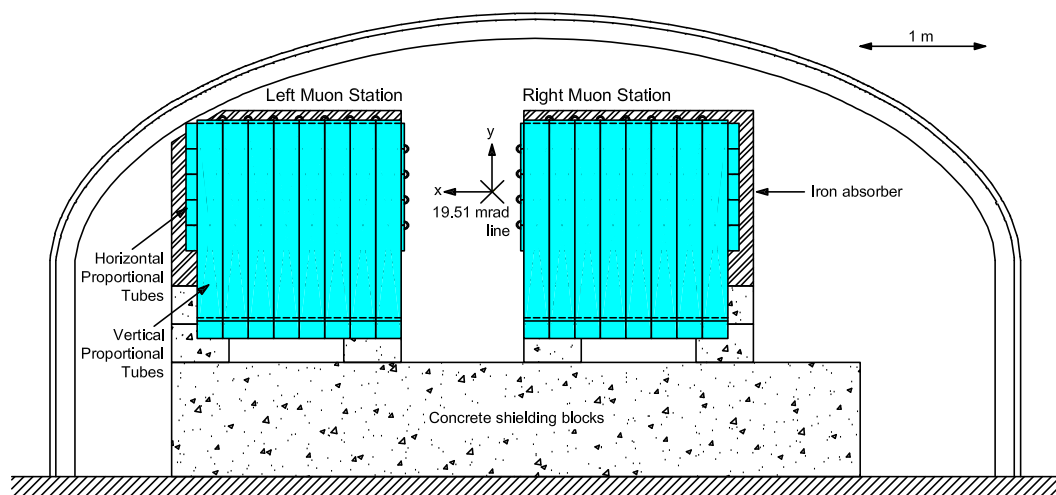 1 m
Left Muon Station
Right Muon Station
y
x
19.51 mrad
line
Iron absorber
Horizontal
Proportional
Tubes
Vertical
Proportional
Tubes
Concrete shielding blocks